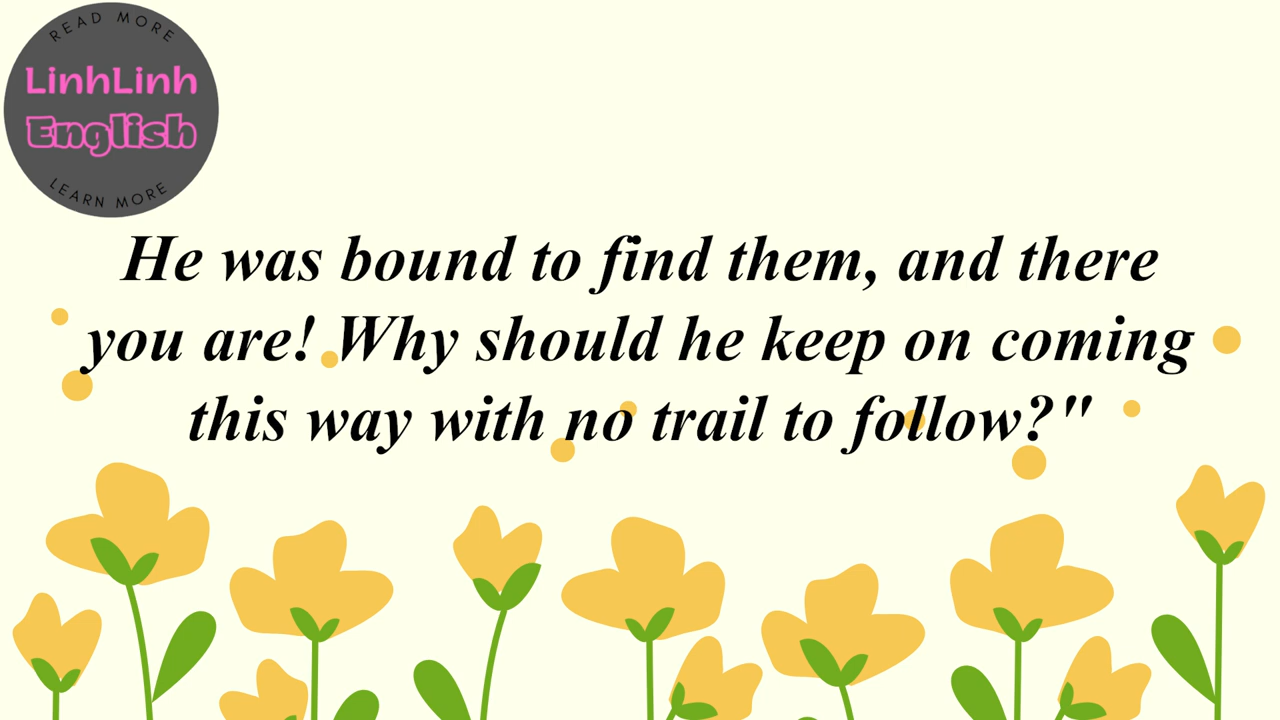 READ MORE
LinhLinh
English
LEARN MORE
He was bound to find them, and there
you are! Why should he keep on coming
this way with no trail to follow?"